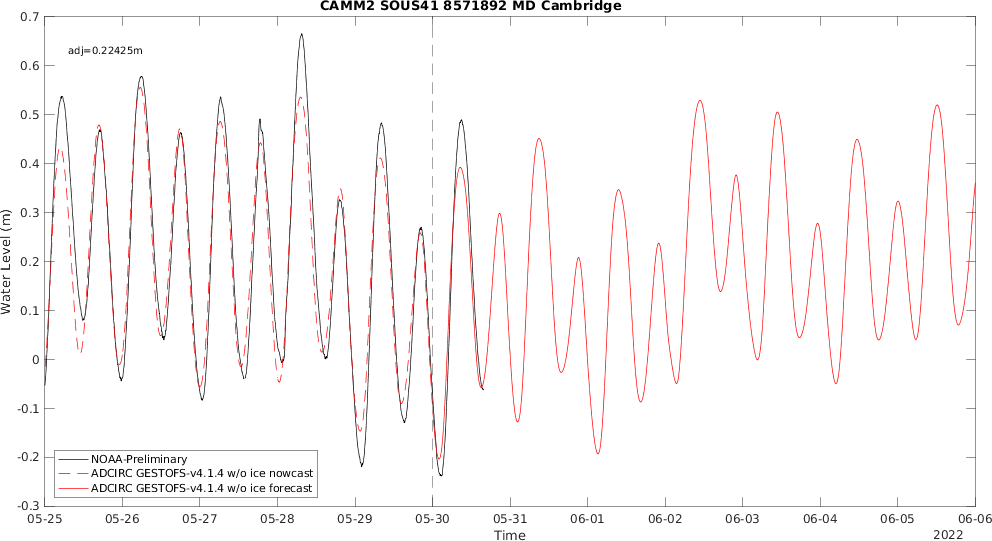 CAMM2 SOUS41 8571892 MD Cambridge
adj=0.22425m
0.7
0.6
0.5
0.4
0.3
0.2
0.1
0
-0.1
-0.2
-0.3
Water Level (m)
NOAA-Preliminary
ADCIRC GESTOFS-v4.1.4 w/o ice nowcast
ADCIRC GESTOFS-v4.1.4 w/o ice forecast
05-25 05-26 05-27 05-28 05-29 05-30 05-31 06-01 06-02 06-03 06-04 06-05 06-06
Time
2022